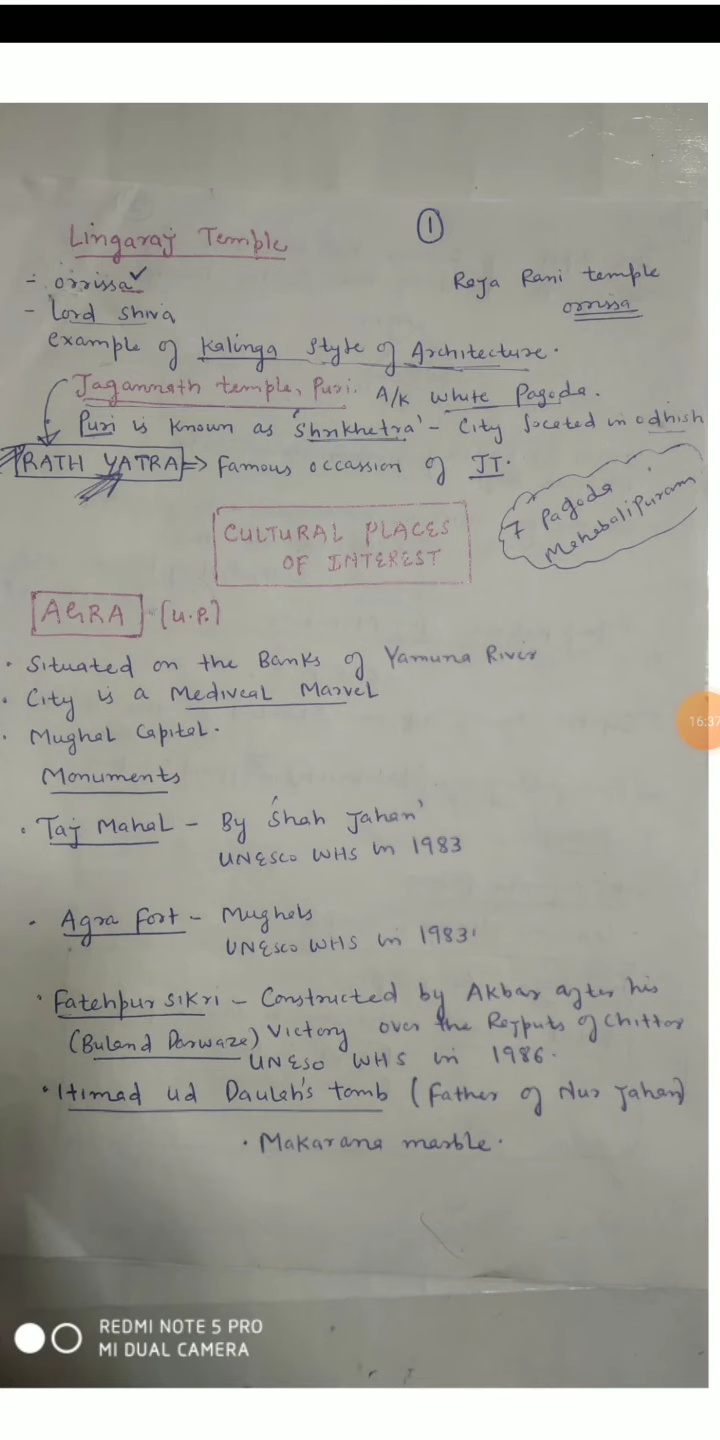 ①
Lingaraj Temple
- orrissa ✓
- Lord Shiva
Raja Rani temple
orrissa
example of Kalinga Style of Architecture.
Jagannath temple, Puri. A/K White Pagoda.
Puri is known as 'Shrikhetra' - City located in odhish
RATH YATRA => Famous occassion of JT.
7 Pagoda
Mahabalipuram
CULTURAL PLACES
OF INTEREST
AGRA - [U.P.]
• Situated on the Banks of Yamuna River
• City is a Mediveal Marvel
• Mughal Capital.
Monuments
• Taj Mahal - By 'Shah Jahan'
UNESCO WHS in 1983
16:37
• Agra Fort - Mughals
UNESCO WHS in 1983.
• Fatehpur Sikri - Constructed by Akbar after his
(Buland Darwaza) Victory over the Rajputs of Chittor
UNESO WHS in 1986.
• Itimad ud Daulah's tomb (Father of Nur Jahan)
• Makarana marble.
REDMI NOTE 5 PRO
MI DUAL CAMERA